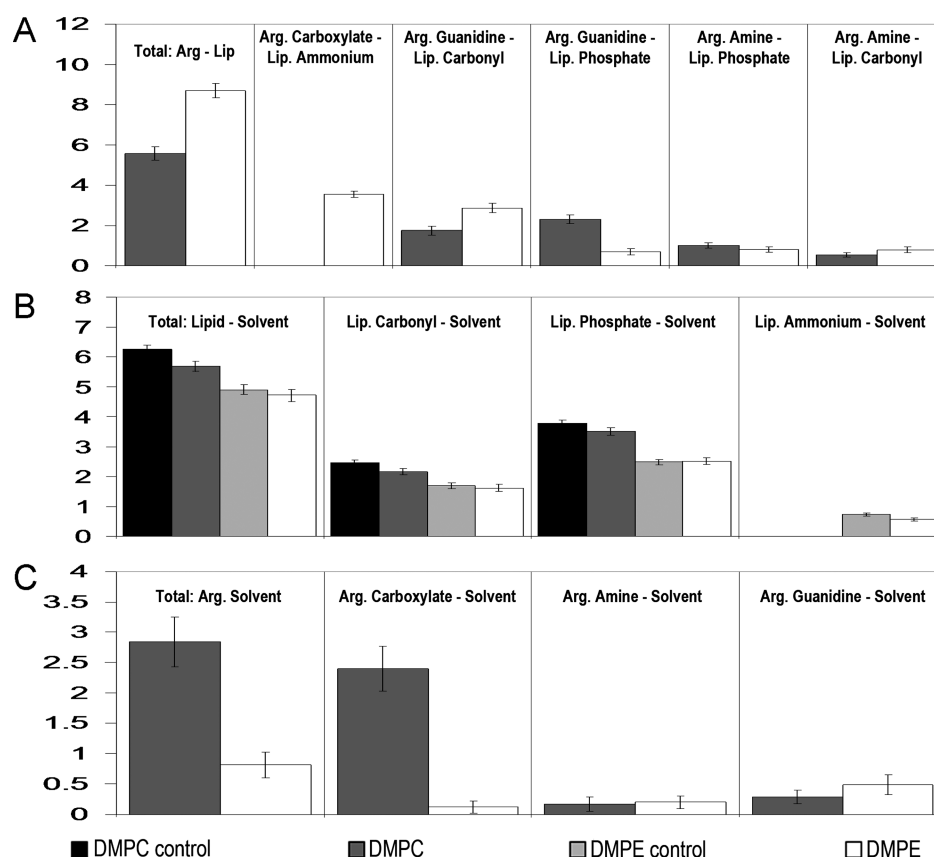 A
12
10
8
6
4
2
0
Total: Arg - Lip
Arg. Carboxylate -
Lip. Ammonium
Arg. Guanidine -
Lip. Carbonyl
Arg. Guanidine -
Lip. Phosphate
Arg. Amine -
Lip. Phosphate
Arg. Amine -
Lip. Carbonyl
B
8
7
6
5
4
3
2
1
0
Total: Lipid - Solvent
Lip. Carbonyl - Solvent
Lip. Phosphate - Solvent
Lip. Ammonium - Solvent
C
4
3.5
3
2.5
2
1.5
1
0.5
0
Total: Arg. Solvent
Arg. Carboxylate - Solvent
Arg. Amine - Solvent
Arg. Guanidine - Solvent
DMPC control
DMPC
DMPE control
DMPE